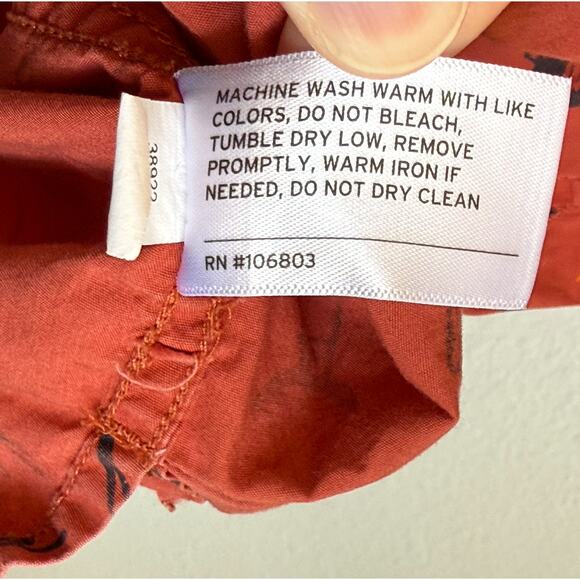 MACHINE WASH WARM WITH LIKE
COLORS, DO NOT BLEACH,
TUMBLE DRY LOW, REMOVE
PROMPTLY, WARM IRON IF
NEEDED, DO NOT DRY CLEAN
RN #106803